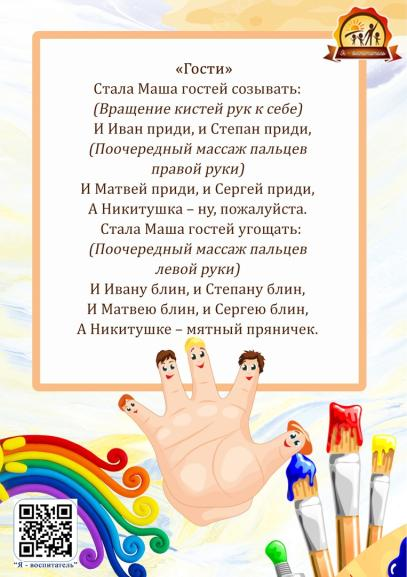 Я - воспитатель
«Гости»
Стала Маша гостей созывать:
(Вращение кистей рук к себе)
И Иван приди, и Степан приди,
(Поочередный массаж пальцев
правой руки)
И Матвей приди, и Сергей приди,
А Никитушка – ну, пожалуйста.
Стала Маша гостей угощать:
(Поочередный массаж пальцев
левой руки)
И Ивану блин, и Степану блин,
И Матвею блин, и Сергею блин,
А Никитушке – мятный пряничек.
"Я - воспитатель"